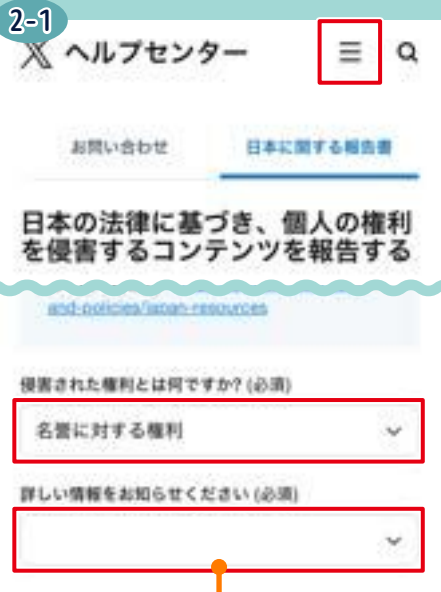 2-1
X ヘルプセンター
お問い合わせ 日本に関する報告書
日本の法律に基づき、個人の権利
を侵害するコンテンツを報告する
and-policies/japan-resources
侵害された権利とは何ですか? (必須)
名誉に対する権利
詳しい情報をお知らせください (必須)